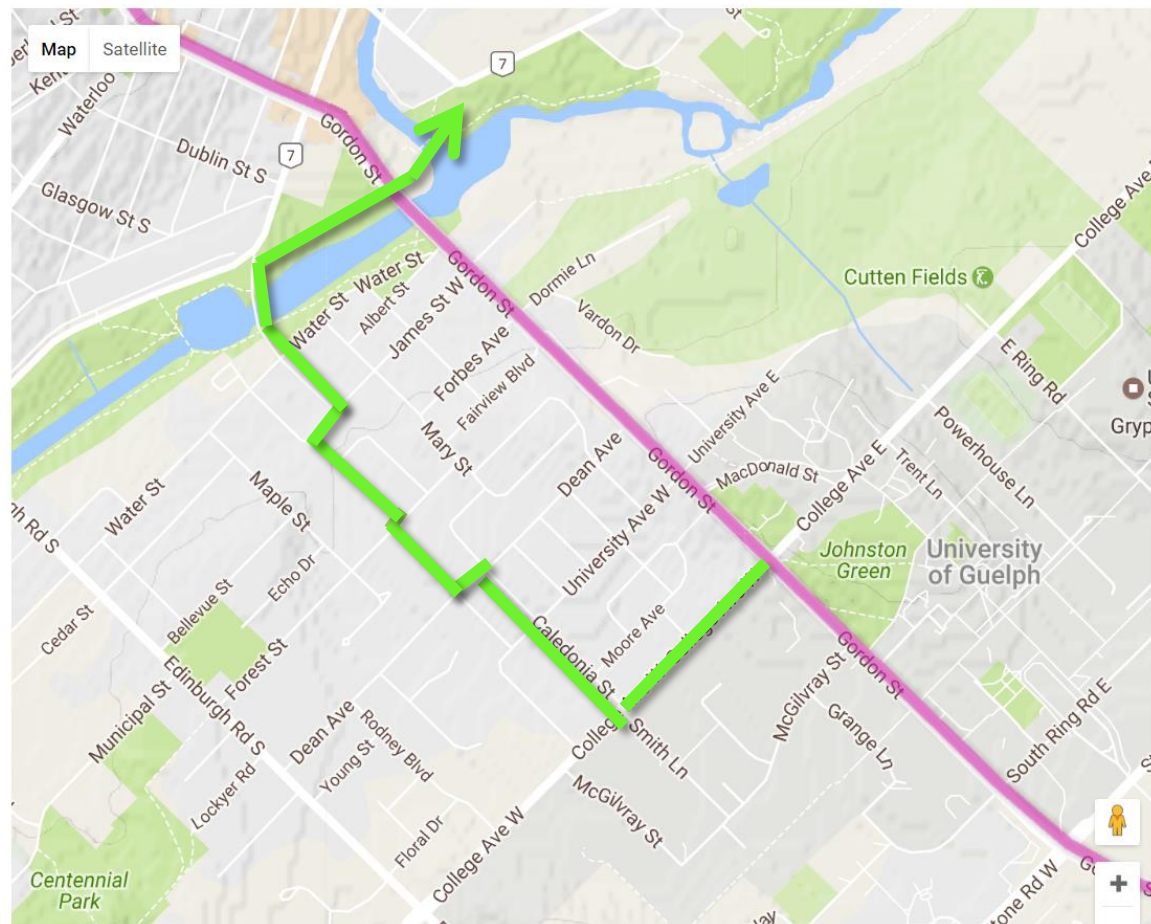 Map
Satellite
7
Waterloo
Gordon St
7
Dublin St S
Glasgow St S
Gordon St
College Ave E
Water St
Water St
Albert St
James St W
Gordon St
Dormie Ln
Cutten Fields
Vardon Dr
Forbes Ave
Fairview Blvd
E Ring Rd
Mary St
Dean Ave
University Ave E
Powerhouse Ln
Gryp
Gordon St
MacDonald St
College Ave E
Trent Ln
Water St
Maple St
University Ave W
Johnston
Green
University
of Guelph
Echo Dr
Bellevue St
Cedar St
Forest St
Moore Ave
Caledonia St
Edinburgh Rd S
Municipal St
Gordon St
McGilvray St
Grange Ln
South Ring Rd E
Dean Ave
Rodney Blvd
Young St
Lockyer Rd
Smith Ln
McGilvray St
Floral Dr
College Ave W
Centennial
Park
+